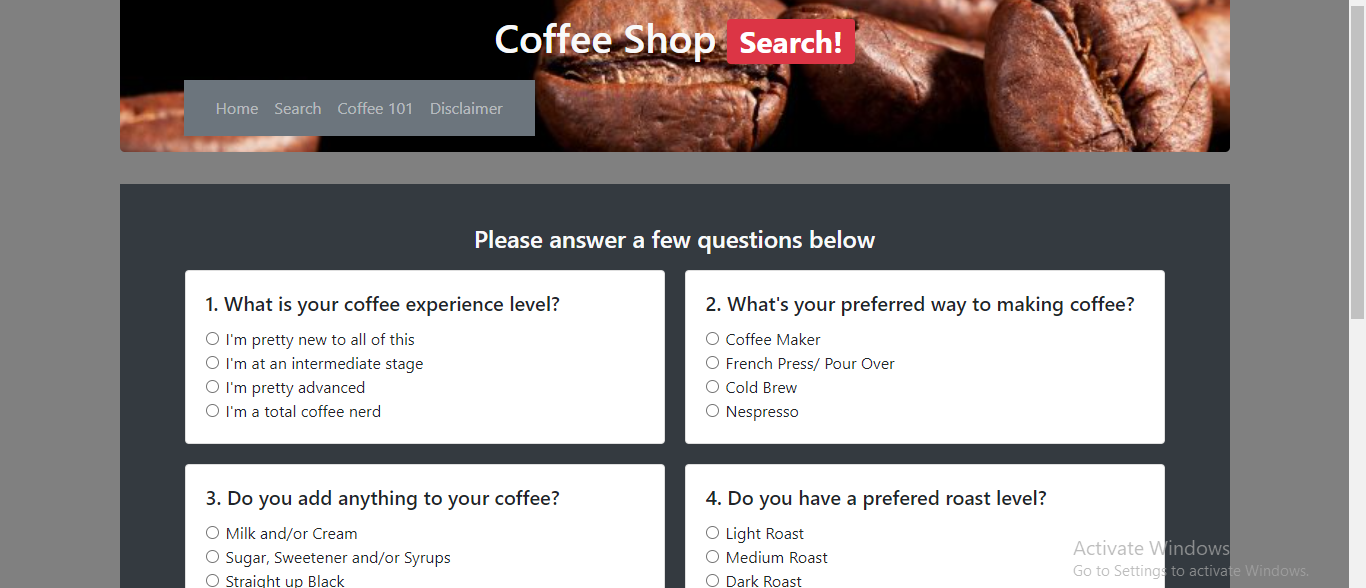 Coffee Shop Search!
Home Search Coffee 101 Disclaimer
Please answer a few questions below
1. What is your coffee experience level?
I'm pretty new to all of this
I'm at an intermediate stage
I'm pretty advanced
I'm a total coffee nerd
2. What's your preferred way to making coffee?
Coffee Maker
French Press/ Pour Over
Cold Brew
Nespresso
3. Do you add anything to your coffee?
Milk and/or Cream
Sugar, Sweetener and/or Syrups
Straight up Black
4. Do you have a prefered roast level?
Light Roast
Medium Roast
Dark Roast
Activate Windows
Go to Settings to activate Windows.